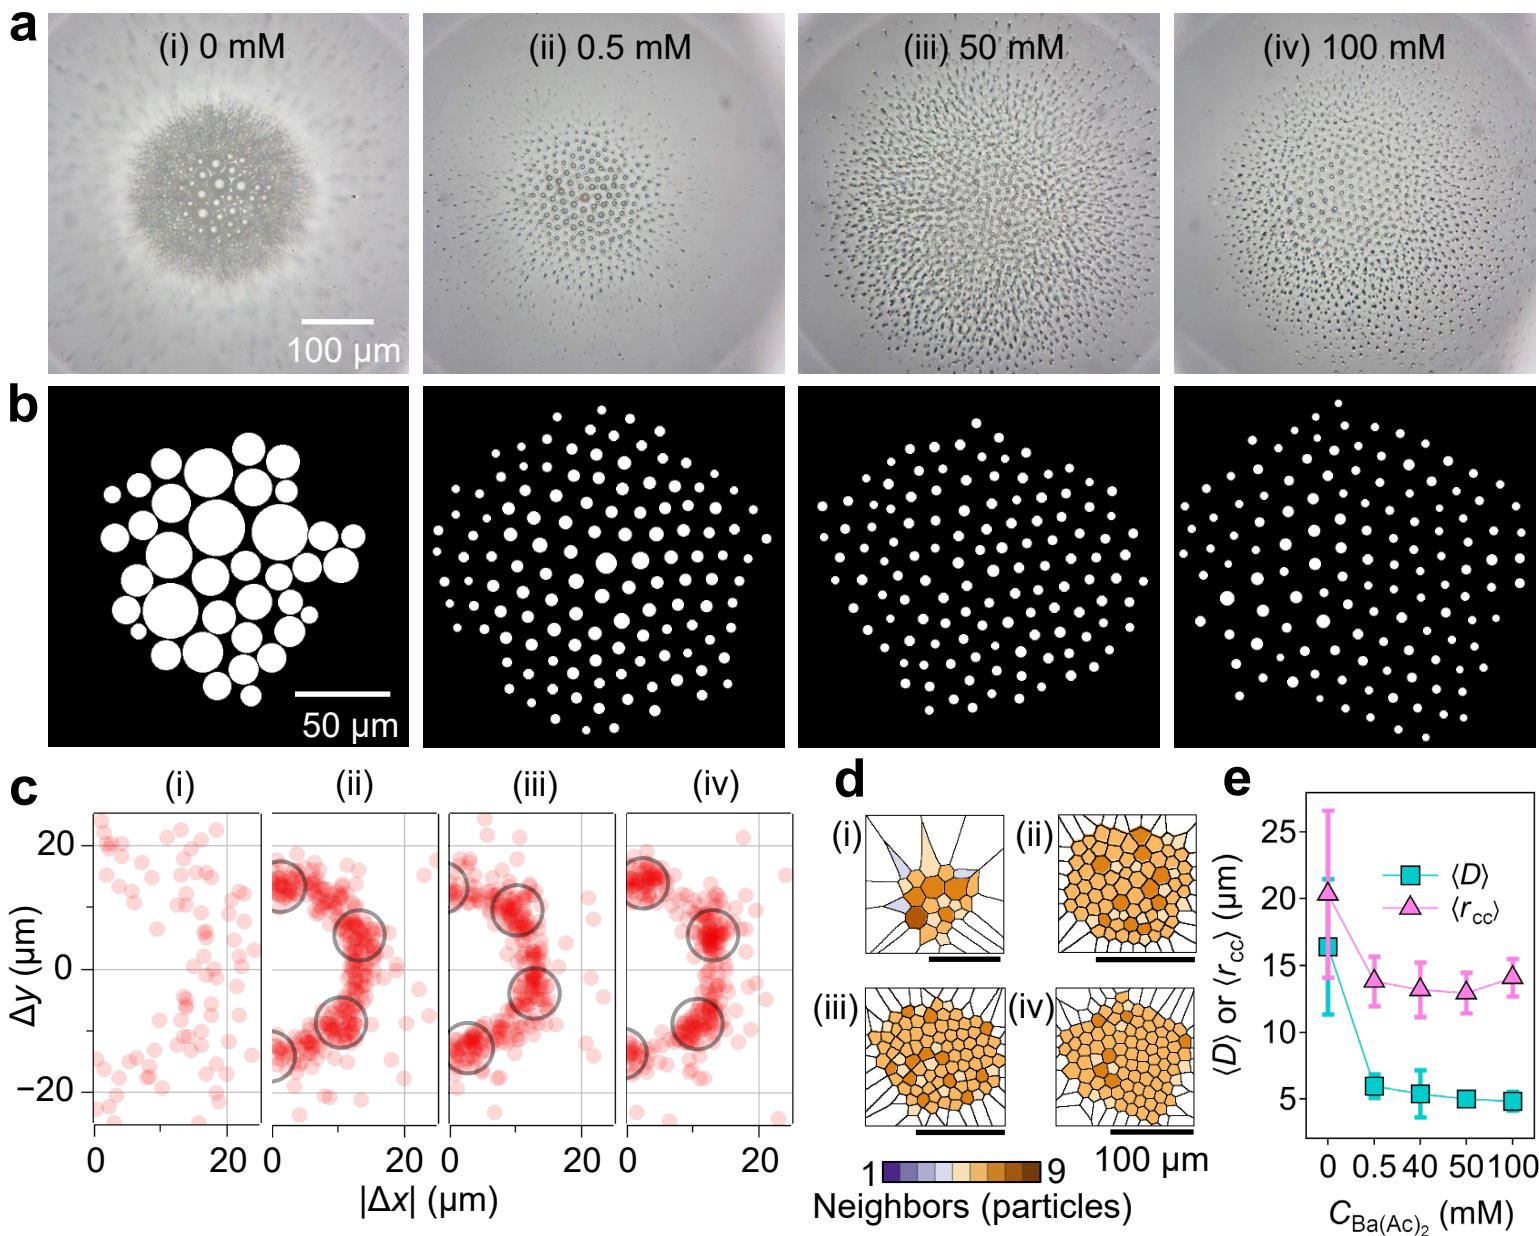 a
(i) 0 mM
(ii) 0.5 mM
(iii) 50 mM
(iv) 100 mM
100 μm
b
50 μm
c
(i)
(ii)
(iii)
(iv)
20
0
−20
Δy (μm)
0 20 0 20 0 20 0 20
|Δx| (μm)
d
(i)
(ii)
(iii)
(iv)
100 μm
1 9
Neighbors (particles)
e
25
20
15
10
5
⟨D⟩ or ⟨rcc⟩ (μm)
⟨D⟩
⟨rcc⟩
0 0.5 40 50 100
CBa(Ac)2 (mM)